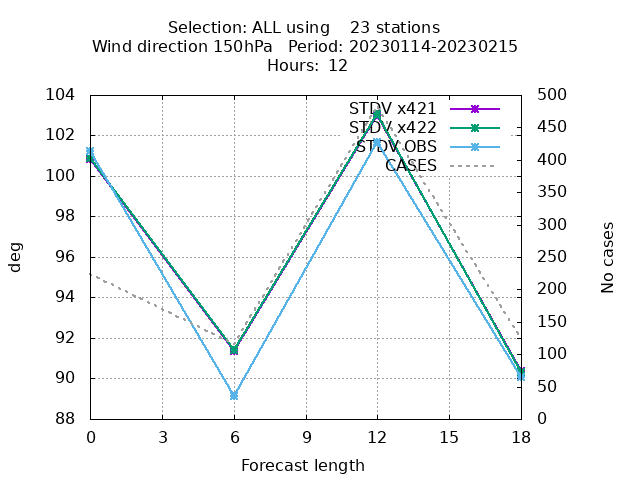 Selection: ALL using    23 stations
Wind direction 150hPa   Period: 20230114-20230215
Hours: 12
STDV x421
STDV x422
STDV OBS
CASES
104
102
100
98
96
94
92
90
88
500
450
400
350
300
250
200
150
100
50
0
deg
No cases
0 3 6 9 12 15 18
Forecast length